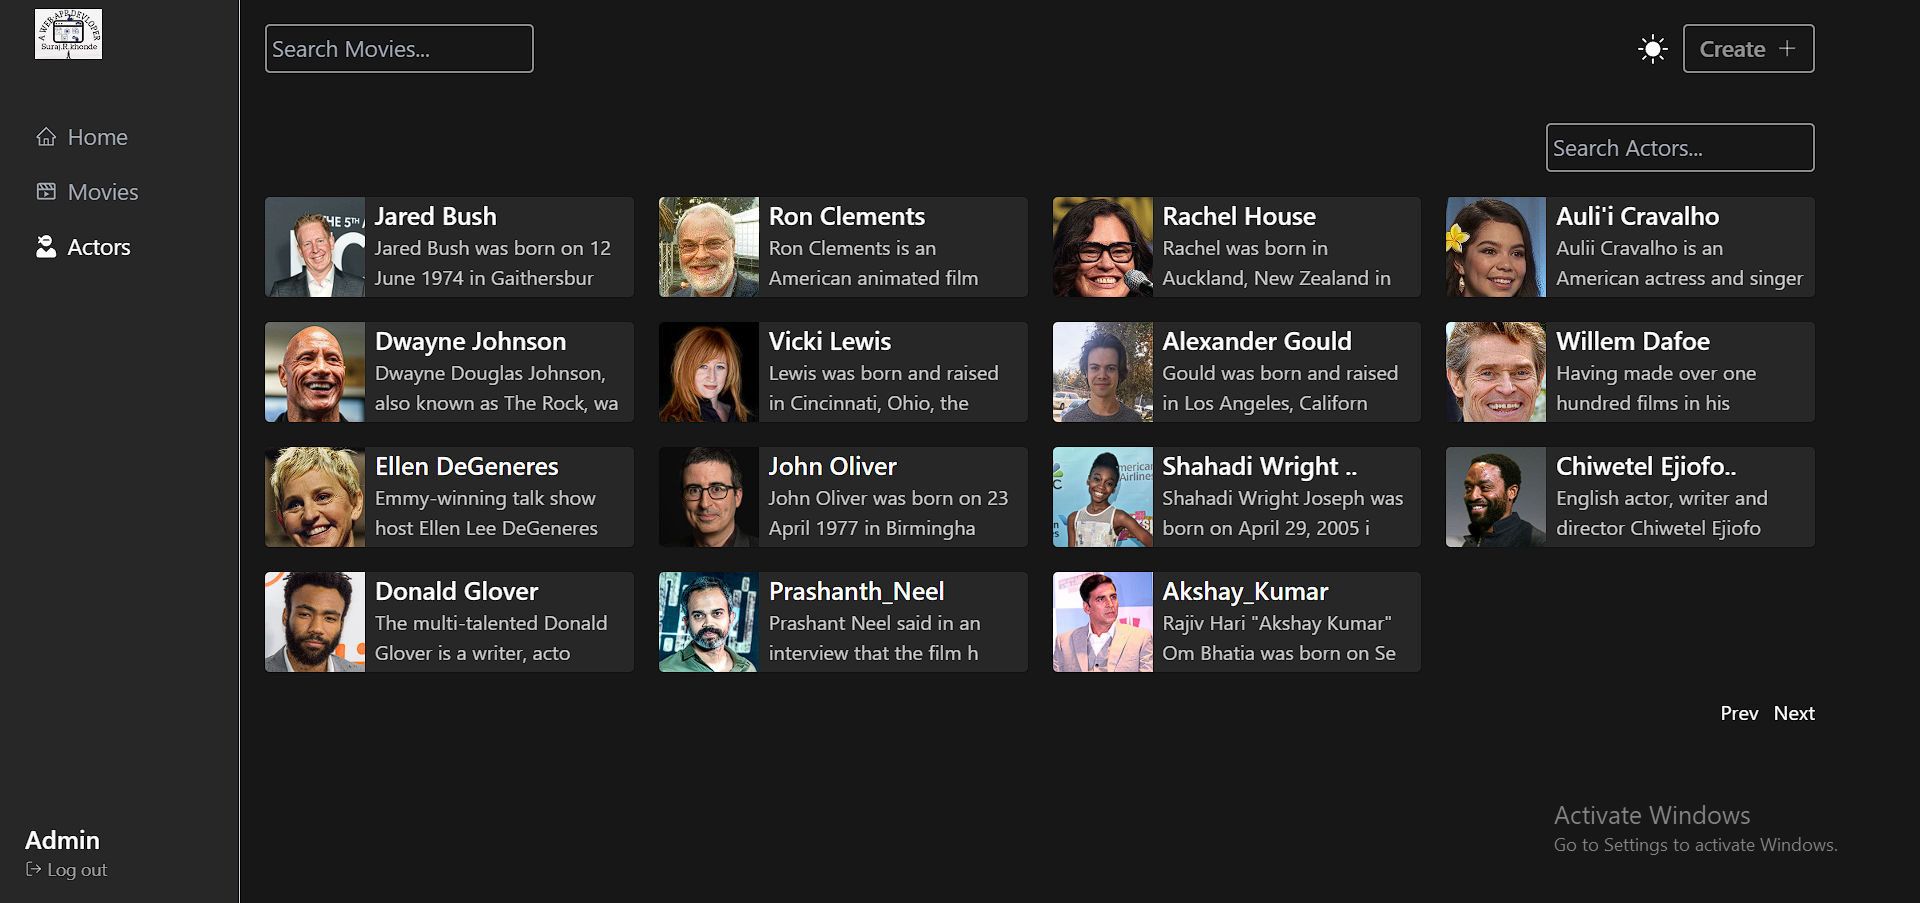 A WEB APP DEVLOPER
Suraj.R.khonde
Search Movies...
Create +
Home
Movies
Actors
Search Actors...
THE 5TH A
Jared Bush
Jared Bush was born on 12
June 1974 in Gaithersbur
Ron Clements
Ron Clements is an
American animated film
Rachel House
Rachel was born in
Auckland, New Zealand in
Auli'i Cravalho
Aulii Cravalho is an
American actress and singer
Dwayne Johnson
Dwayne Douglas Johnson,
also known as The Rock, wa
Vicki Lewis
Lewis was born and raised
in Cincinnati, Ohio, the
Alexander Gould
Gould was born and raised
in Los Angeles, Californ
Willem Dafoe
Having made over one
hundred films in his
Ellen DeGeneres
Emmy-winning talk show
host Ellen Lee DeGeneres
John Oliver
John Oliver was born on 23
April 1977 in Birmingha
merican
Airlines
Shahadi Wright ..
Shahadi Wright Joseph was
born on April 29, 2005 i
Chiwetel Ejiofo..
English actor, writer and
director Chiwetel Ejiofo
Donald Glover
The multi-talented Donald
Glover is a writer, acto
Prashanth_Neel
Prashant Neel said in an
interview that the film h
Akshay_Kumar
Rajiv Hari "Akshay Kumar"
Om Bhatia was born on Se
Prev Next
Activate Windows
Go to Settings to activate Windows.
Admin
Log out